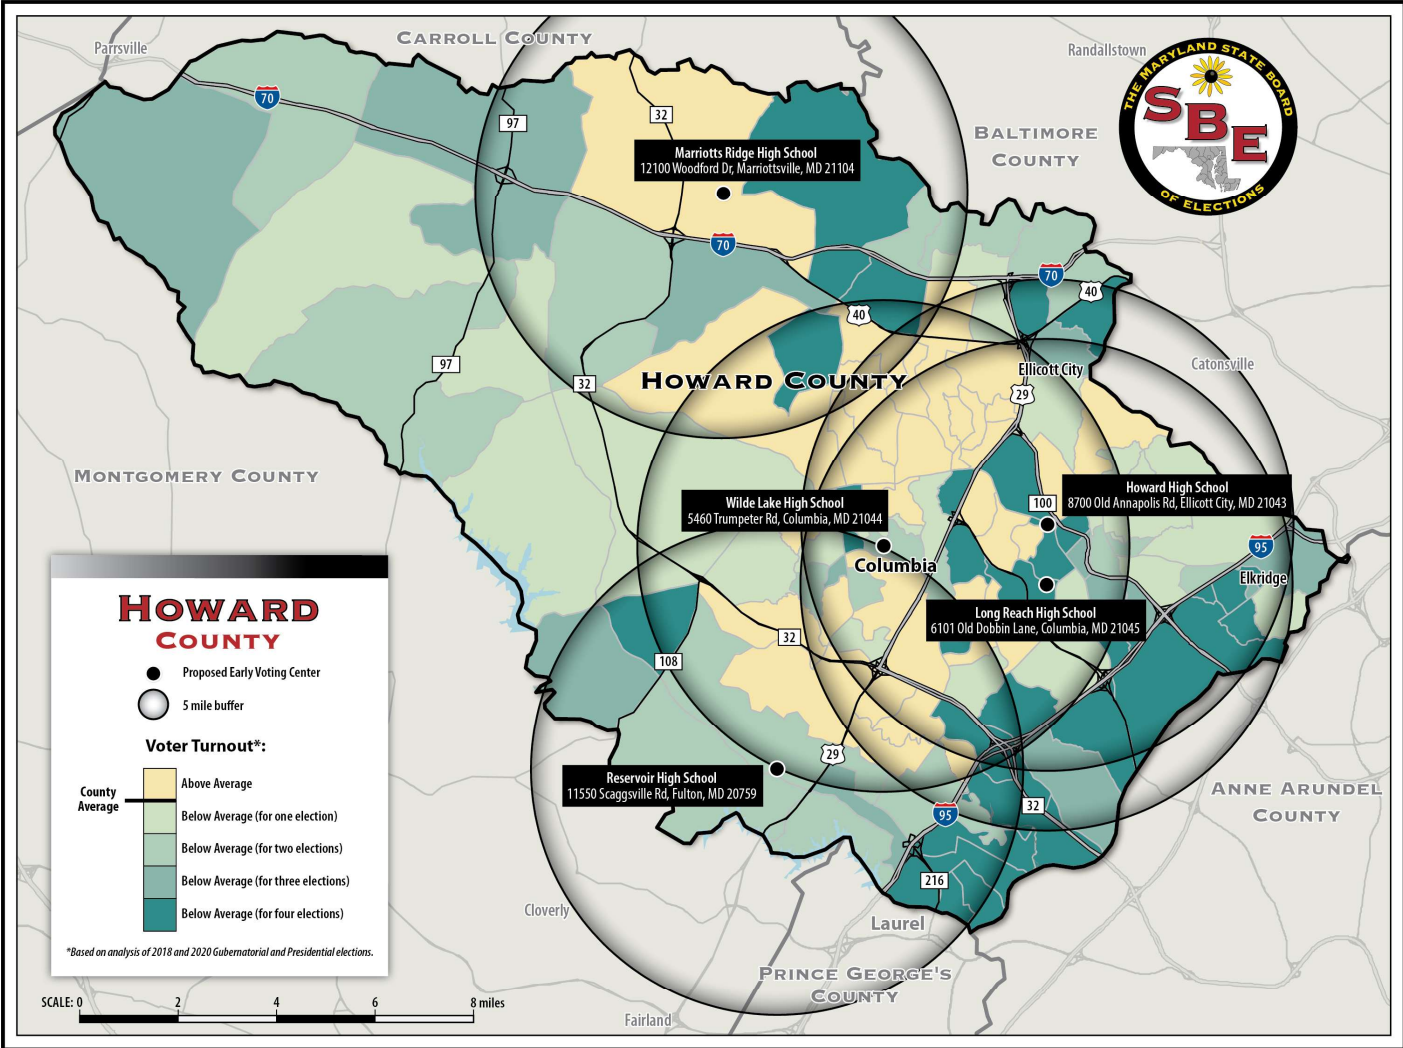 Parrsville
CARROLL COUNTY
Randallstown
THE MARYLAND STATE BOARD
SBE
OF ELECTIONS
70
97
32
BALTIMORE
COUNTY
Marriotts Ridge High School
12100 Woodford Dr, Marriottsville, MD 21104
70
70
40
40
97
32
HOWARD COUNTY
Ellicott City
Catonsville
29
MONTGOMERY COUNTY
Wilde Lake High School
5460 Trumpeter Rd, Columbia, MD 21044
Howard High School
8700 Old Annapolis Rd, Ellicott City, MD 21043
100
95
Columbia
Elkridge
Long Reach High School
6101 Old Dobbin Lane, Columbia, MD 21045
32
108
29
Reservoir High School
11550 Scaggsville Rd, Fulton, MD 20759
95
32
ANNE ARUNDEL
COUNTY
216
Cloverly
Laurel
PRINCE GEORGE'S
COUNTY
Fairland
HOWARD
COUNTY
Proposed Early Voting Center
5 mile buffer
Voter Turnout*:
County
Average
Above Average
Below Average (for one election)
Below Average (for two elections)
Below Average (for three elections)
Below Average (for four elections)
*Based on analysis of 2018 and 2020 Gubernatorial and Presidential elections.
SCALE: 0 2 4 6 8 miles